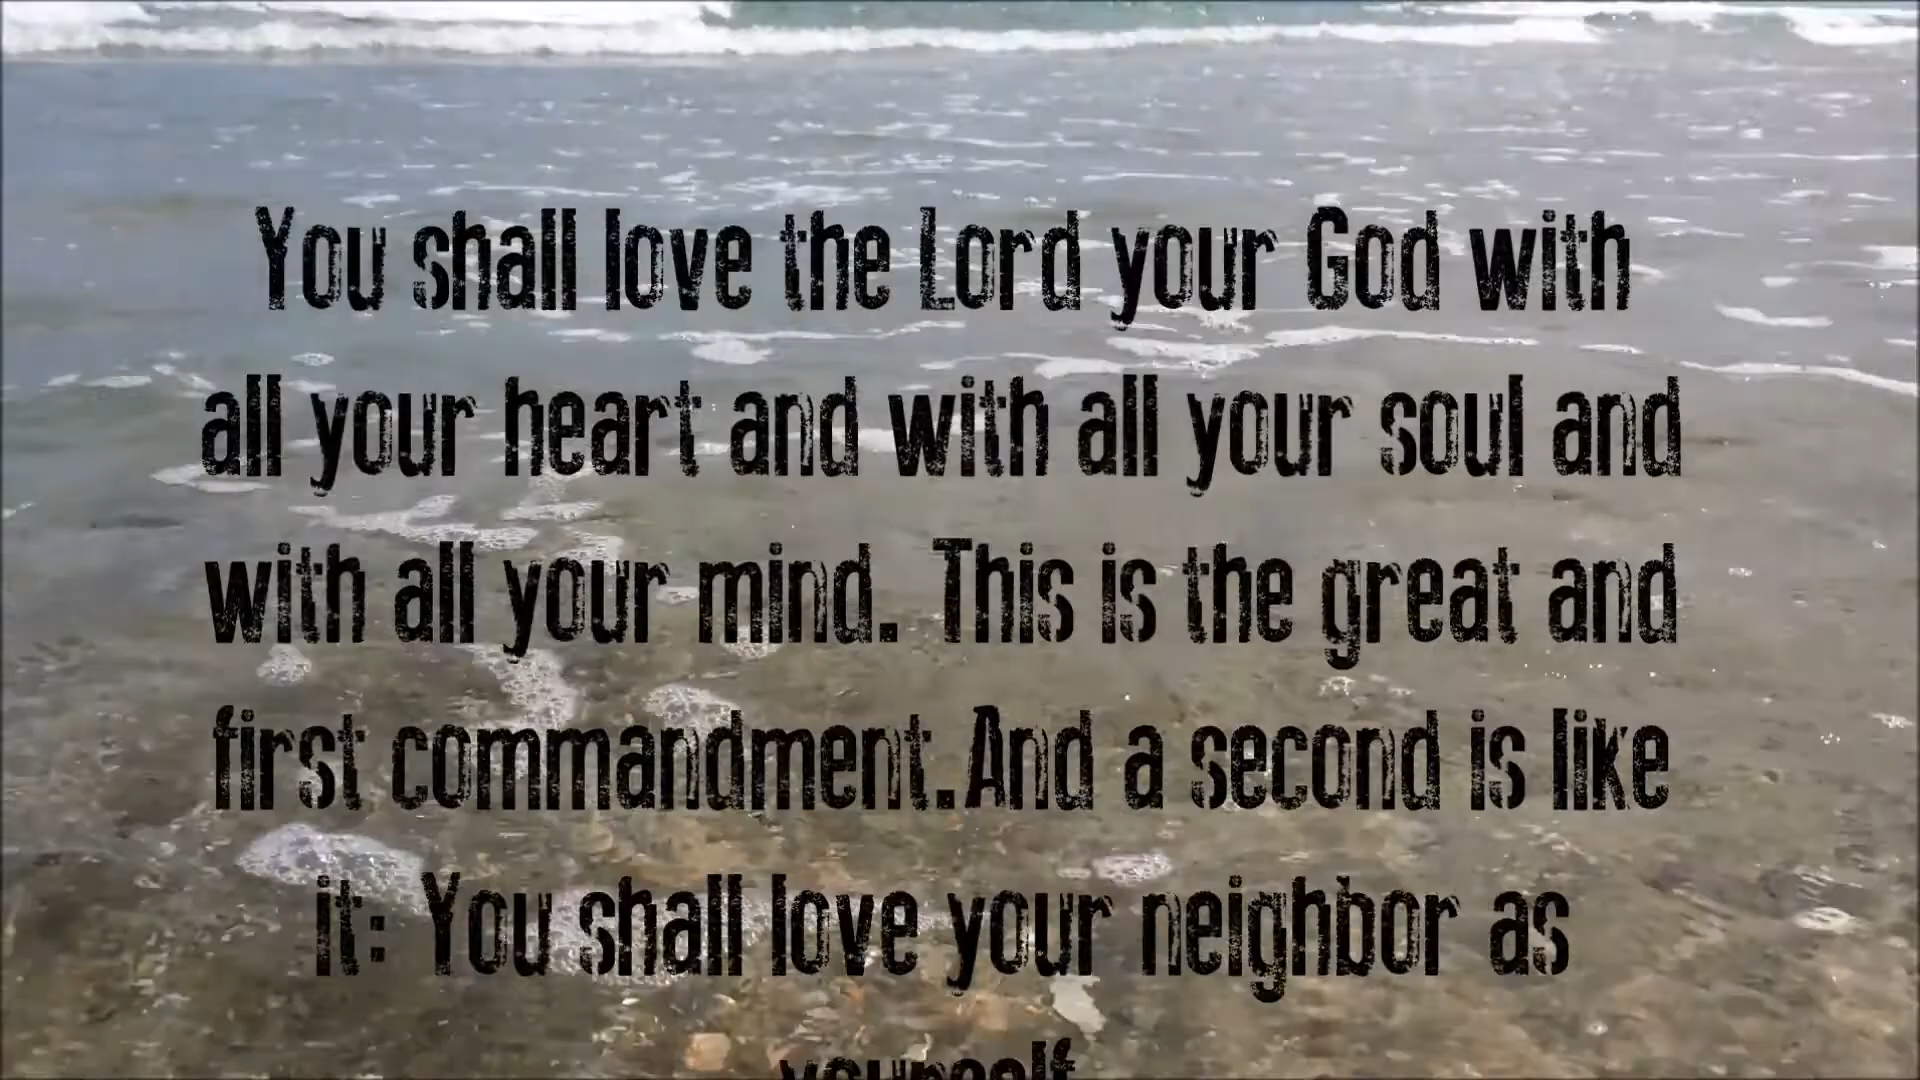 You shall love the Lord your God with
all your heart and with all your soul and
with all your mind. This is the great and
first commandment.And a second is like
it: You shall love your neighbor as
yourself